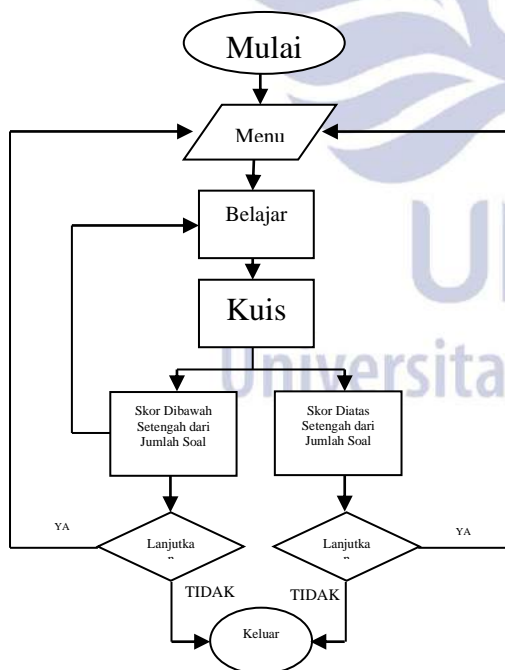 Mulai
Menu
Belajar
Kuis
Universita
Skor Dibawah
Setengah dari
Jumlah Soal
Skor Diatas
Setengah dari
Jumlah Soal
YA
Lanjutka
n
Lanjutka
n
YA
TIDAK
TIDAK
Keluar